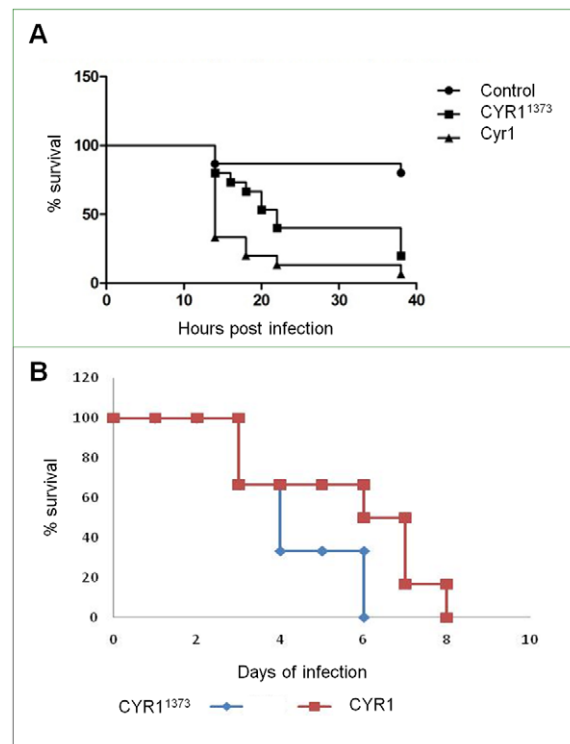 A
150
100
50
0
% survival
0 10 20 30 40
Hours post infection
Control
CYR1¹³⁷³
Cyr1
B
120
100
80
60
40
20
0
% survival
0 2 4 6 8 10
Days of infection
CYR1¹³⁷³ CYR1